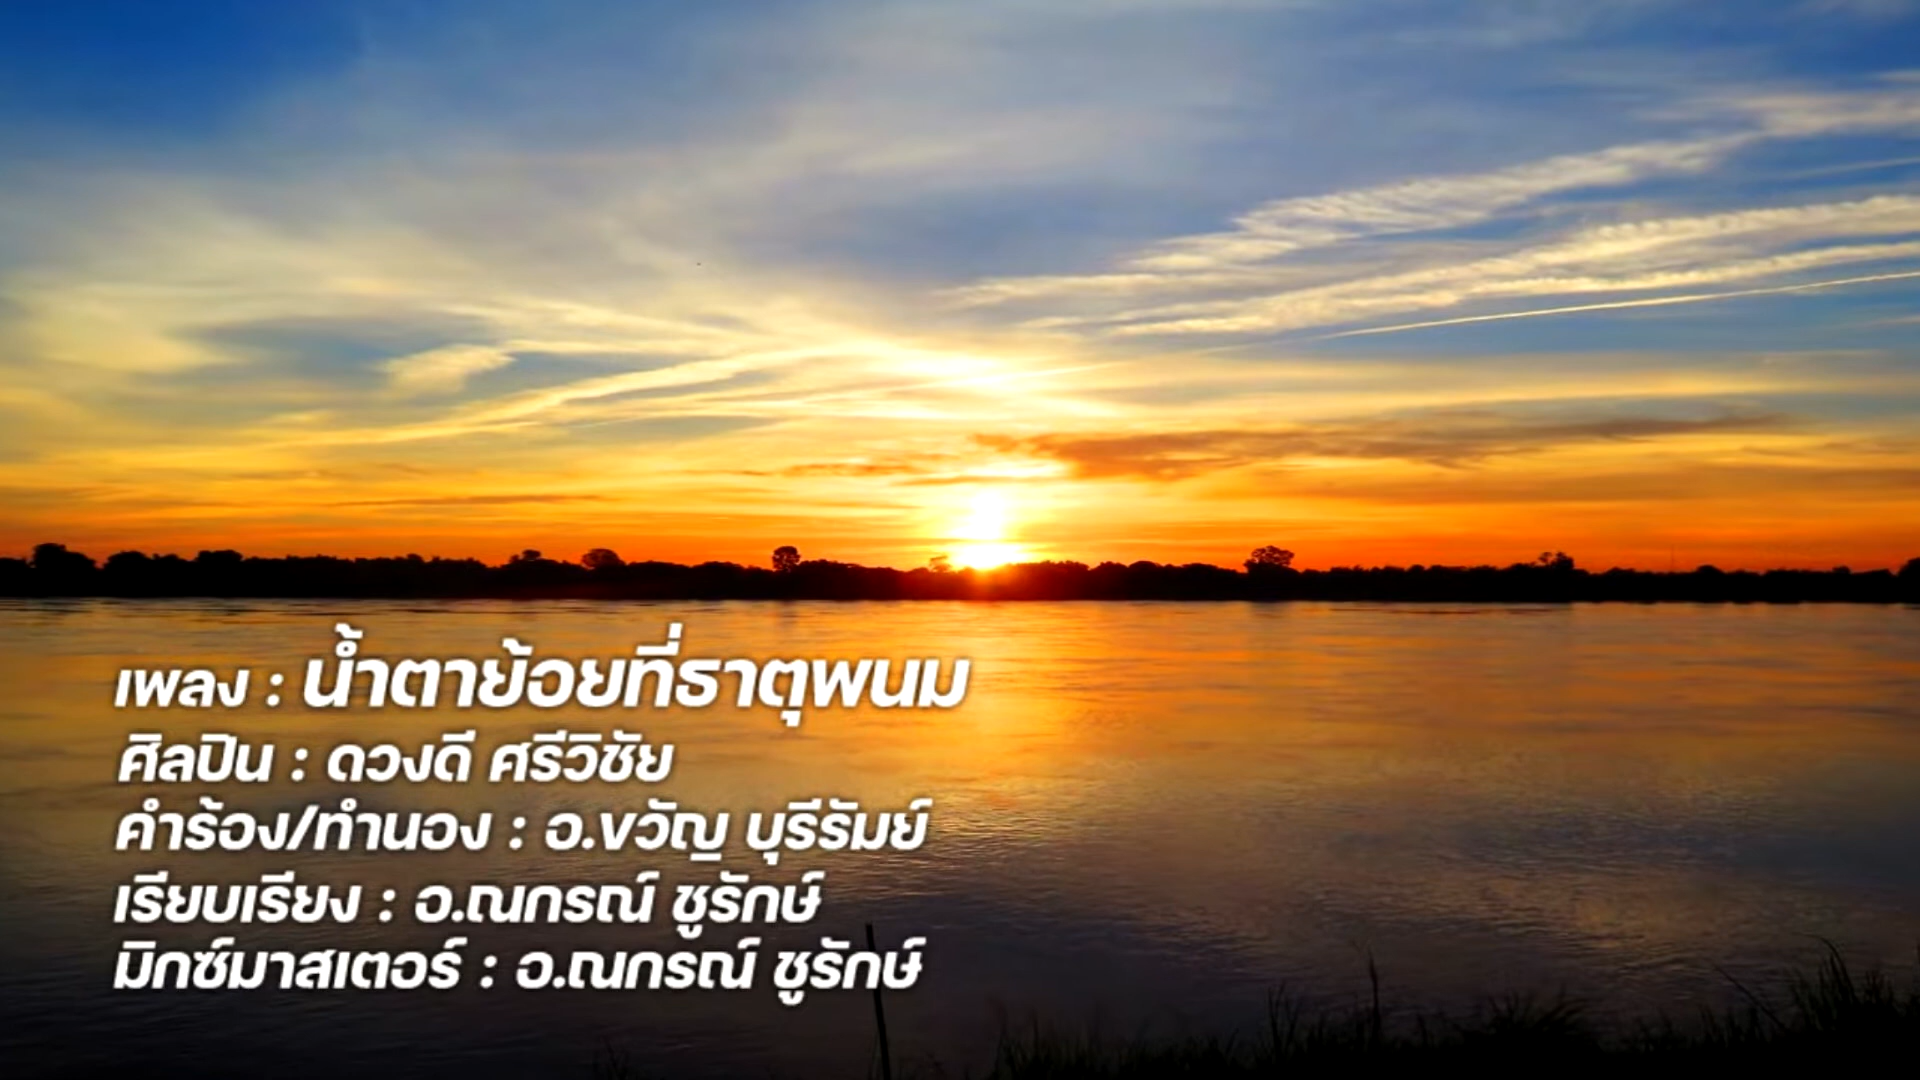 เพลง : น้ำตาย้อยที่ธาตุพนม
ศิลปิน : ดวงดี ศรีวิชัย
คำร้อง/ทำนอง : อ.ขวัญ บุรีรัมย์
เรียบเรียง : อ.ณกรณ์ ชูรักษ์
มิกซ์มาสเตอร์ : อ.ณกรณ์ ชูรักษ์